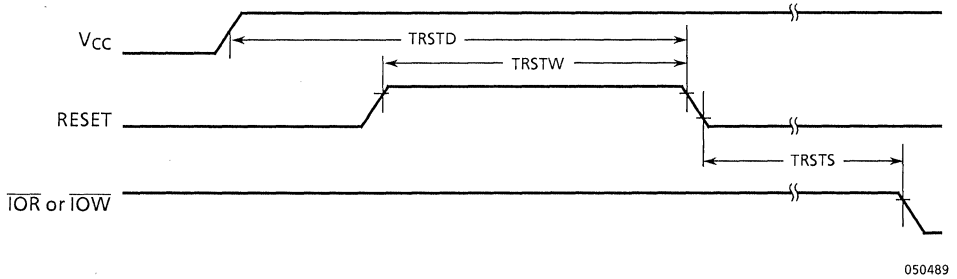 VCC
TRSTD
TRSTW
RESET
TRSTS
IOR or IOW
050489